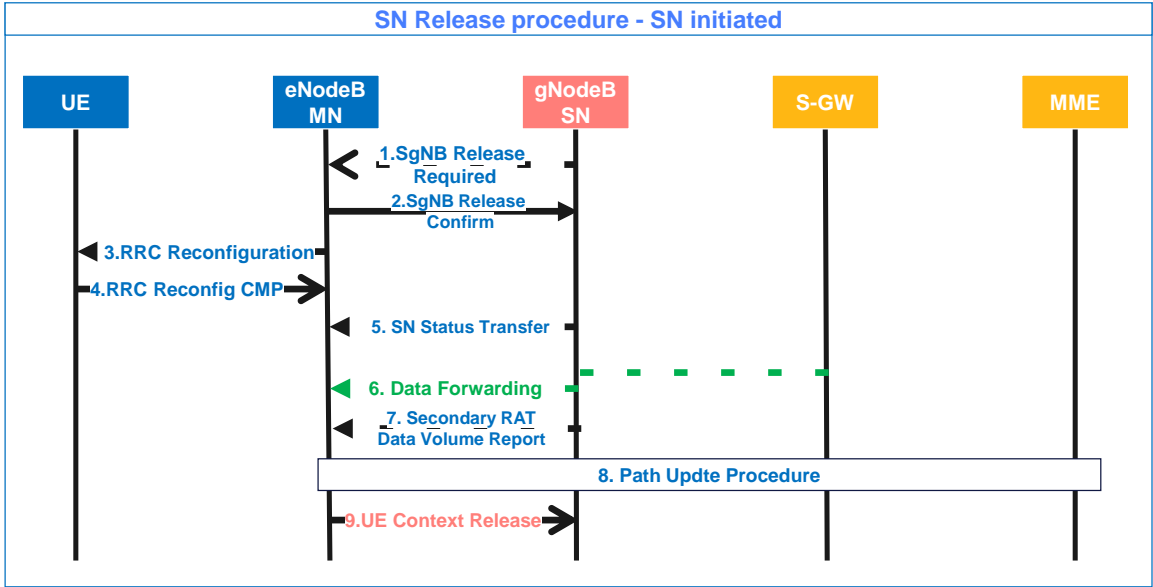 SN Release procedure - SN initiated
UE
eNodeB
MN
gNodeB
SN
S-GW
MME
1.SgNB Release
Required
2.SgNB Release
Confirm
3.RRC Reconfiguration
4.RRC Reconfig CMP
5. SN Status Transfer
6. Data Forwarding
7. Secondary RAT
Data Volume Report
8. Path Updte Procedure
9.UE Context Release